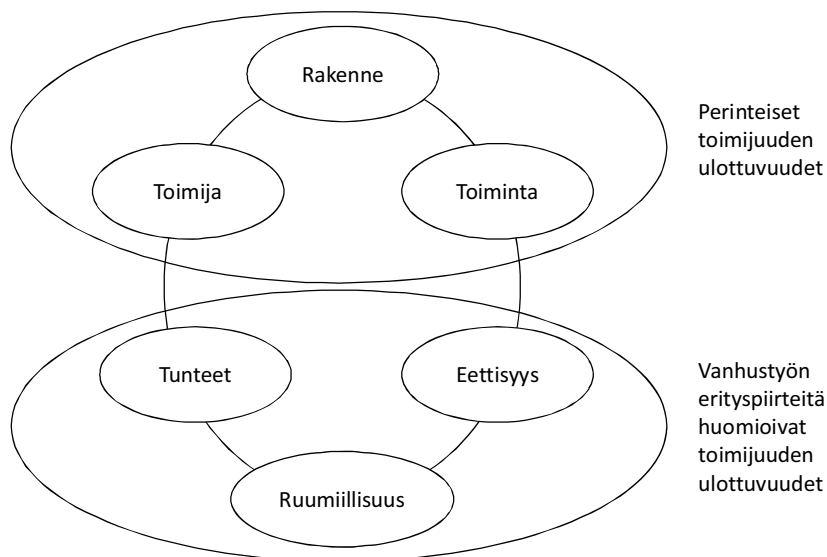 Rakenne
Toimija
Toiminta
Perinteiset
toimijuuden
ulottuvuudet
Tunteet
Eettisyys
Ruumiillisuus
Vanhustyön
erityspiirteitä
huomioivat
toimijuuden
ulottuvuudet